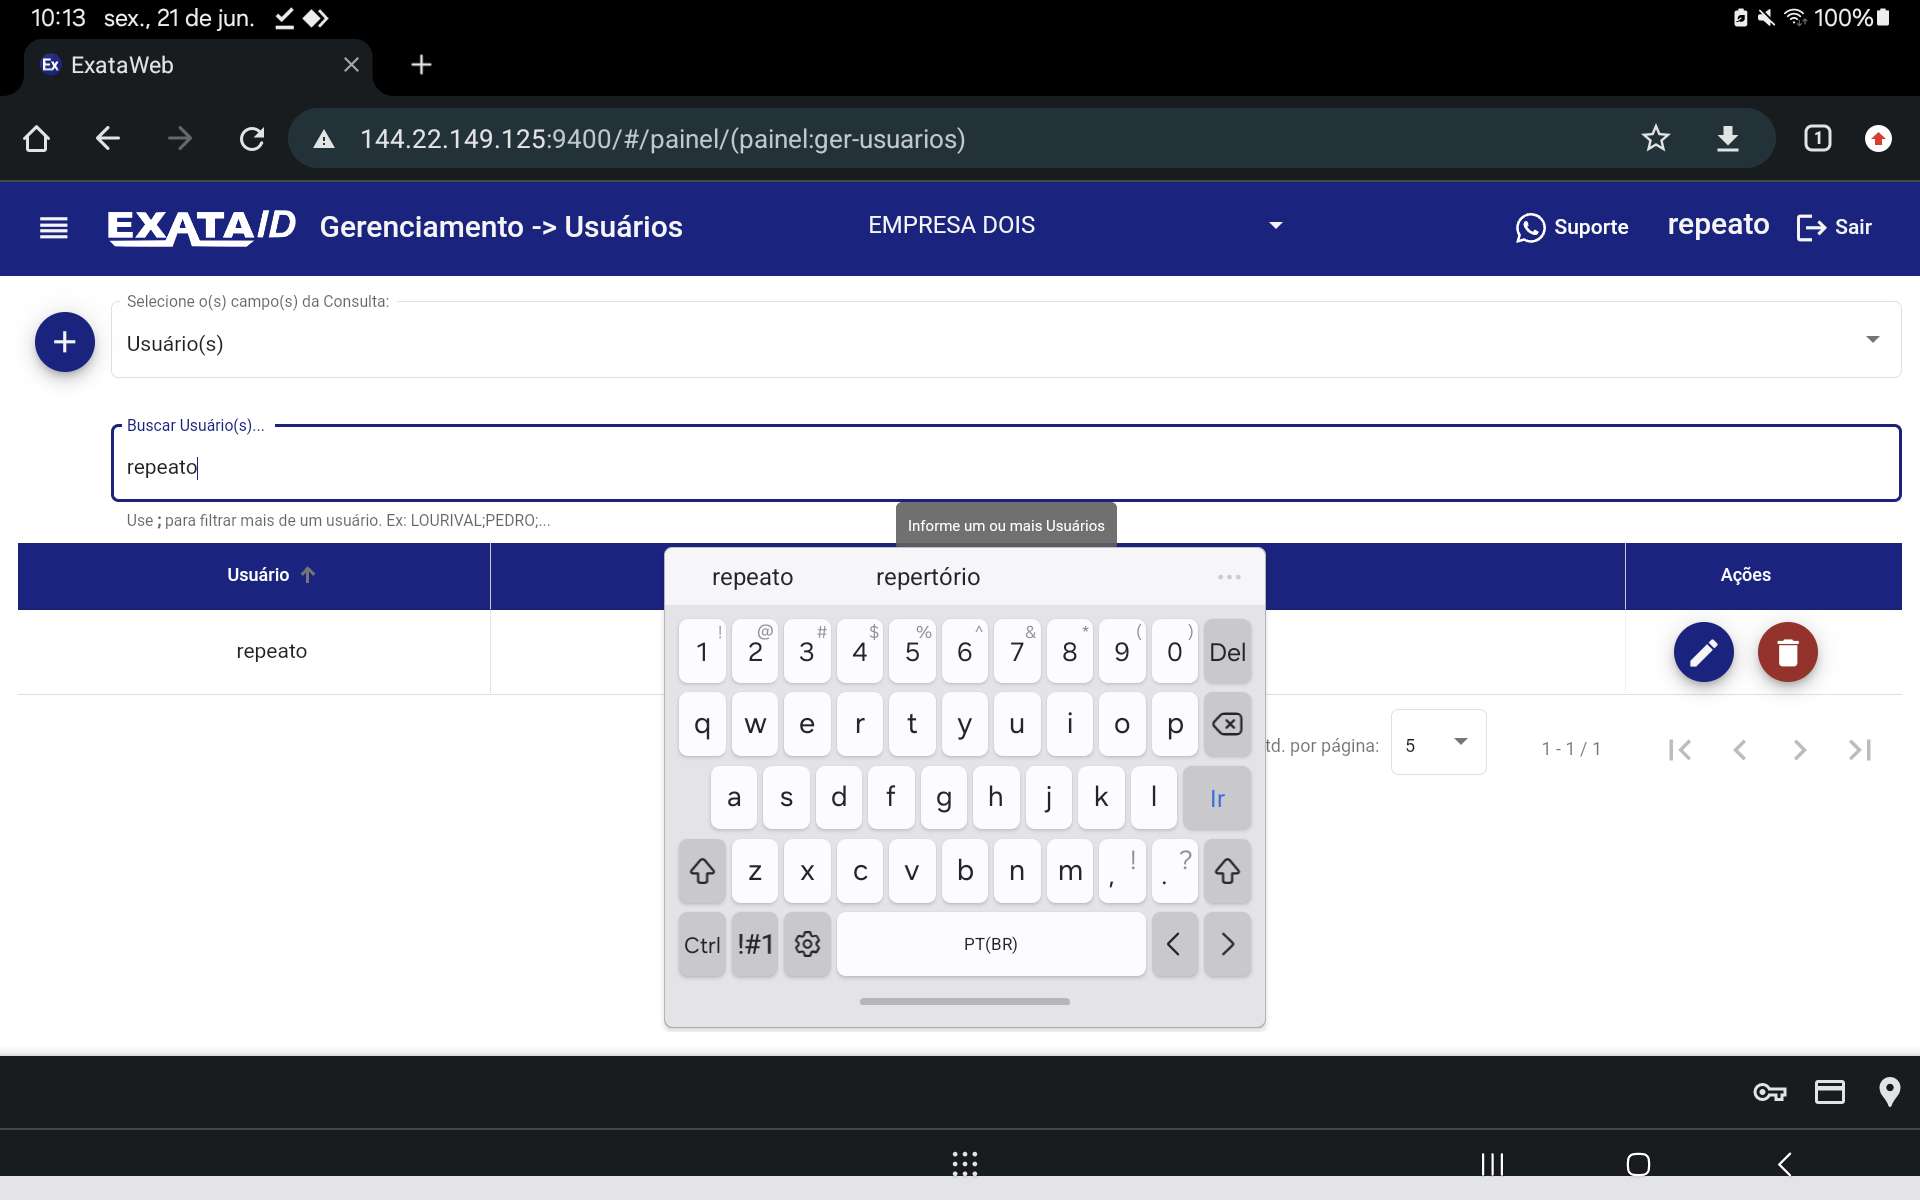 10:13 sex., 21 de jun. 100%
Ex ExataWeb
144.22.149.125:9400/#/painel/(painel:ger-usuarios) 1
EXATA/D Gerenciamento -> Usuários EMPRESA DOIS Suporte repeato Sair
Selecione o(s) campo(s) da Consulta:
Usuário(s)
Buscar Usuário(s)...
repeato
Use ; para filtrar mais de um usuário. Ex: LOURIVAL;PEDRO;...
Informe um ou mais Usuários
Usuário Ações
repeato
repeato repertório ...
1 ! 2 @ 3 # 4 $ 5 % 6 ^ 7 & 8 * 9 ( 0 ) Del
q w e r t y u i o p
a s d f g h j k l Ir
z x c v b n m , ! . ?
Ctrl !#1 PT(BR) < >
td. por página: 5 1 - 1 / 1